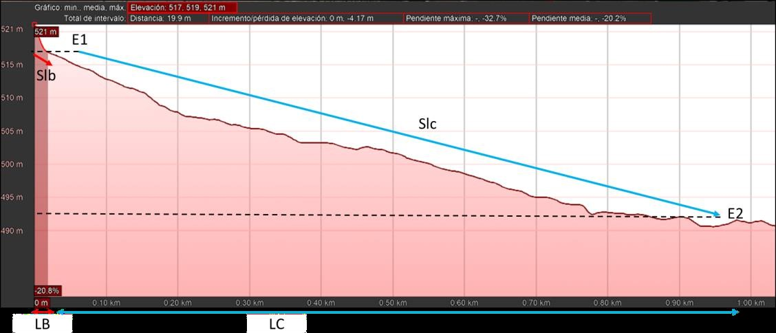 Gráfico: min., media, máx. Elevación: 517, 519, 521 m
Total de intervalo: Distancia: 19.9 m Incremento/pérdida de elevación: 0 m, -4.17 m Pendiente máxima: -, -32.7% Pendiente media: -, -20.2%
521 m
521 m
E1
515 m
Slb
510 m
505 m
Slc
500 m
495 m
E2
490 m
-20.8%
0 m 0.10 km 0.20 km 0.30 km 0.40 km 0.50 km 0.60 km 0.70 km 0.80 km 0.90 km 1.00 km
LB LC